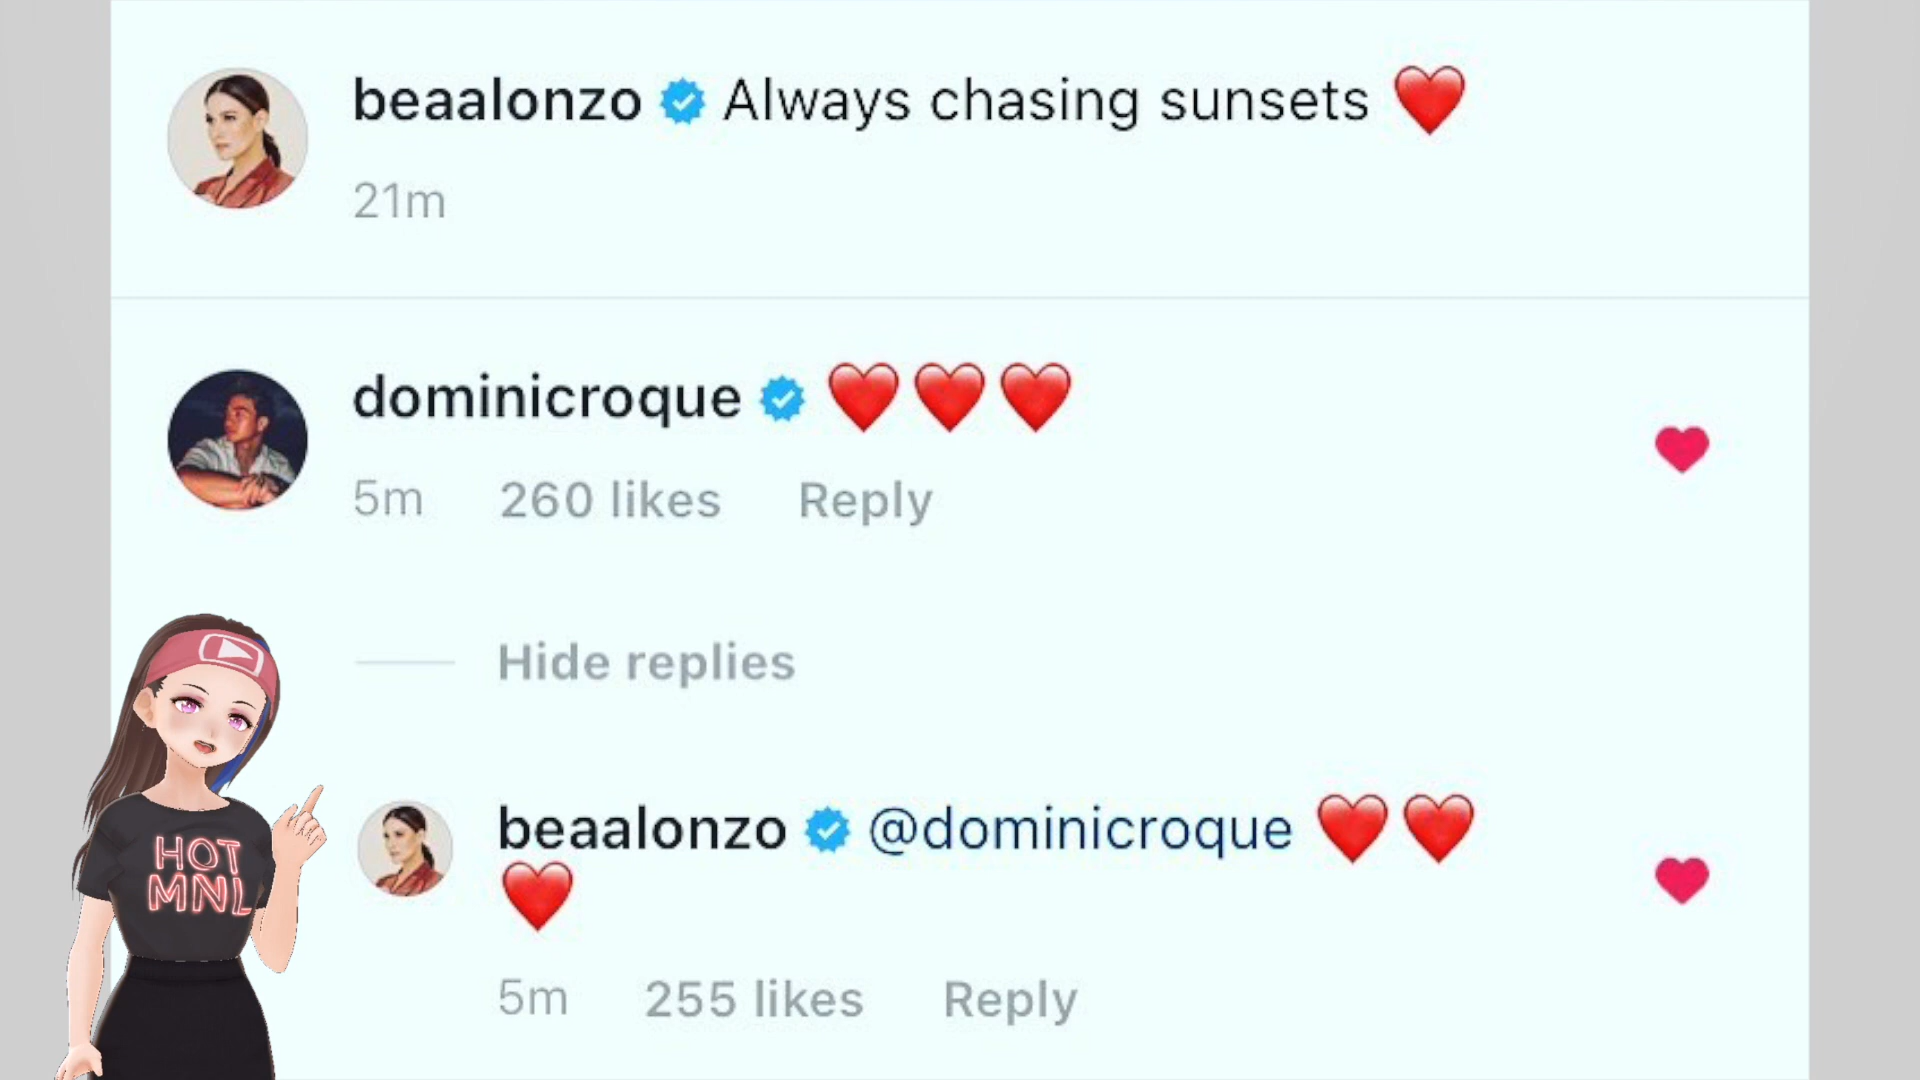 beaalonzo Always chasing sunsets ❤️
21m
dominicroque ❤️❤️❤️
5m 260 likes Reply
Hide replies
beaalonzo @dominicroque ❤️❤️
❤️
5m 255 likes Reply
HOT
MNL